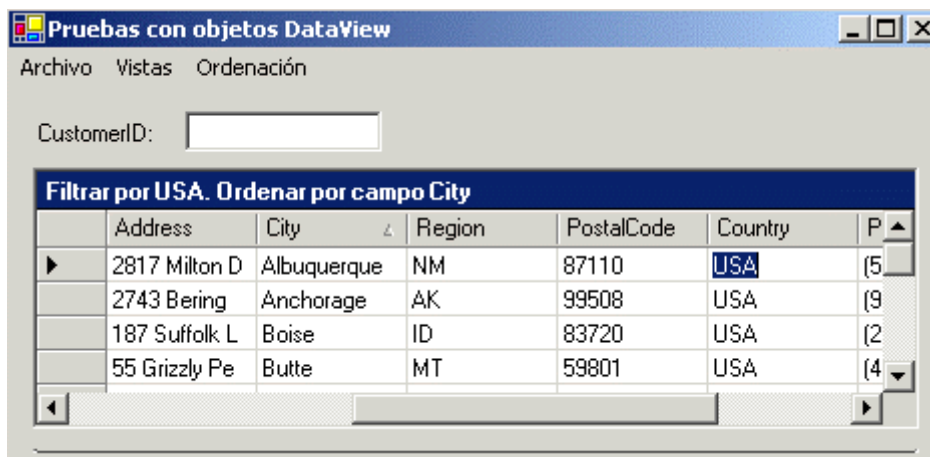 Pruebas con objetos DataView
Archivo Vistas Ordenación
CustomerID:
Filtrar por USA. Ordenar por campo City
Address City Region PostalCode Country P
2817 Milton D Albuquerque NM 87110 USA (5
2743 Bering Anchorage AK 99508 USA (9
187 Suffolk L Boise ID 83720 USA (2
55 Grizzly Pe Butte MT 59801 USA (4